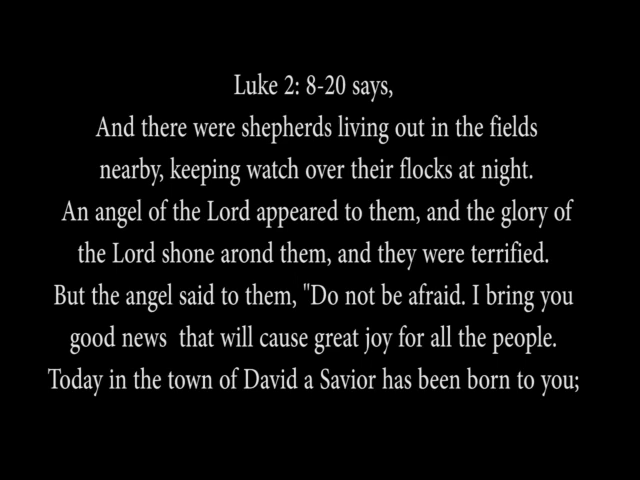 Luke 2: 8-20 says,
And there were shepherds living out in the fields
nearby, keeping watch over their flocks at night.
An angel of the Lord appeared to them, and the glory of
the Lord shone arond them, and they were terrified.
But the angel said to them, "Do not be afraid. I bring you
good news  that will cause great joy for all the people.
Today in the town of David a Savior has been born to you;